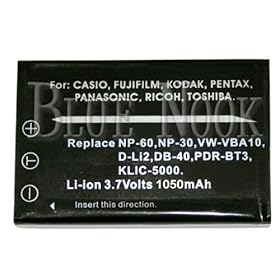 For: CASIO, FUJIFILM, KODAK, PENTAX,
PANASONIC, RICOH, TOSHIBA.
BLUE NOOK
Replace NP-60,NP-30,VW-VBA10,
D-Li2,DB-40,PDR-BT3,
KLIC-5000.
Li-ion 3.7Volts 1050mAh
Insert this direction.